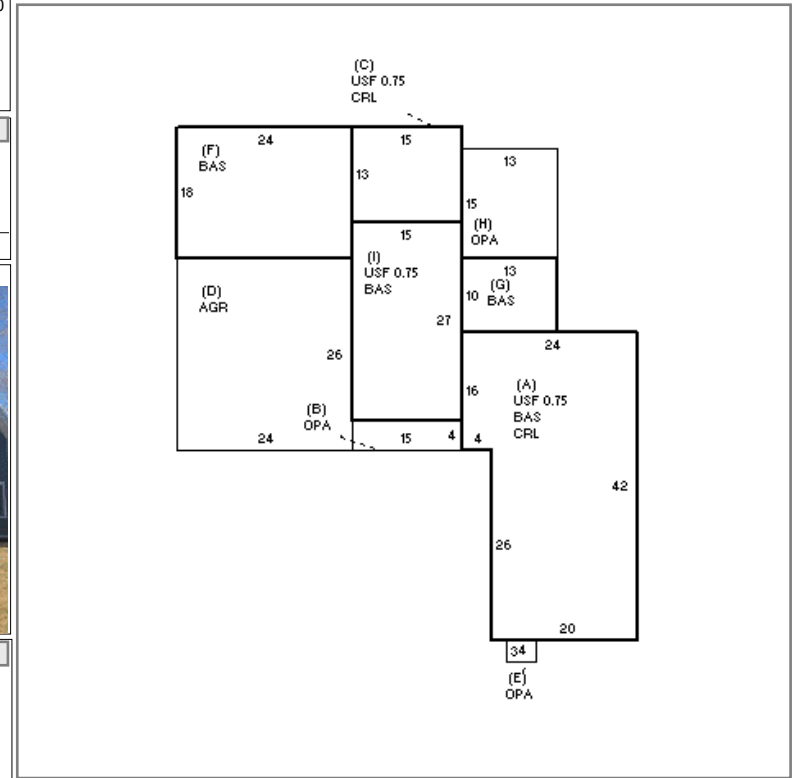 0
(C)
USF 0.75
CRL
24
15
(F)
BAS
13
13
18
15
(H)
OPA
15
(I)
USF 0.75
BAS
13
(G)
BAS
10
(D)
AGR
27
24
26
(A)
USF 0.75
BAS
CRL
16
(B)
OPA
24
15
4
4
42
26
20
34
(E)
OPA